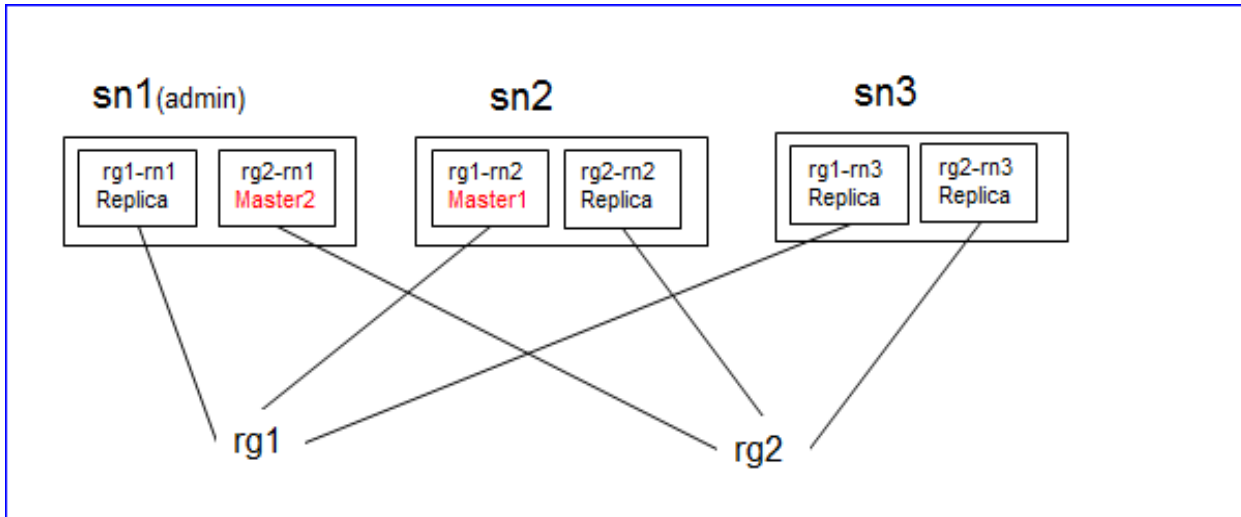 sn1(admin)
sn2
sn3
rg1-rn1
Replica
rg2-rn1
Master2
rg1-rn2
Master1
rg2-rn2
Replica
rg1-rn3
Replica
rg2-rn3
Replica
rg1
rg2